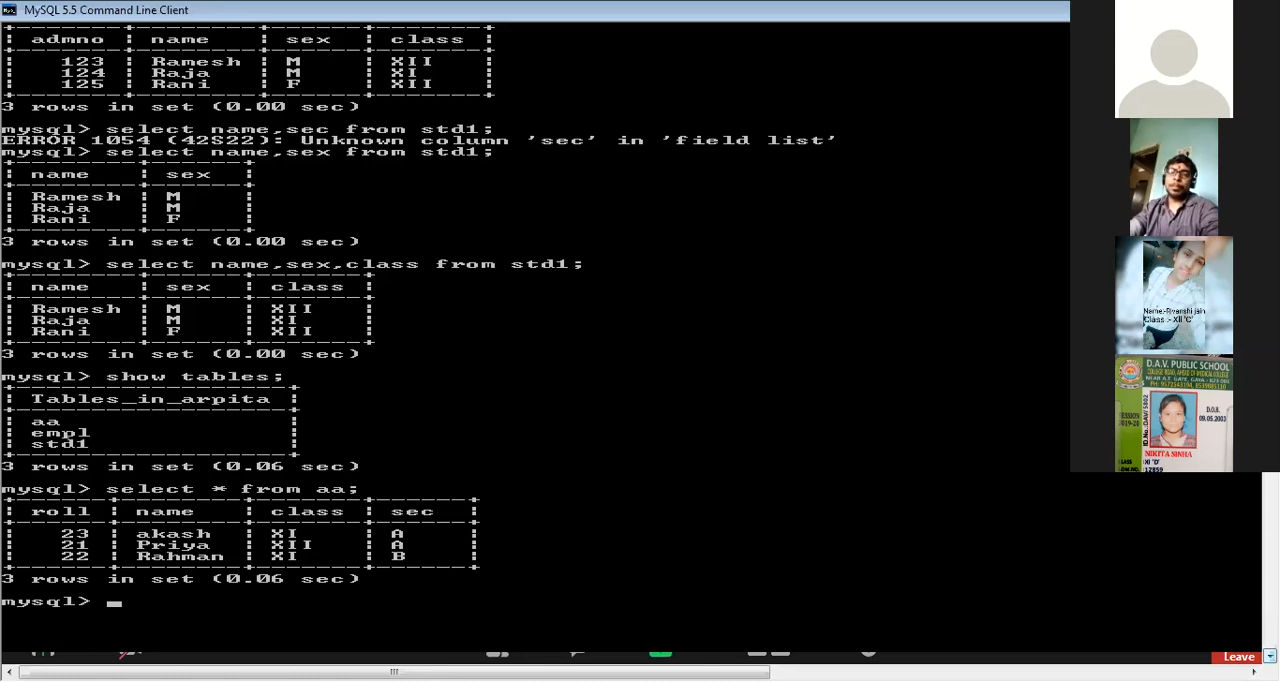 MySQL 5.5 Command Line Client
admno | name | sex | class
123 | Ramesh | M | XII
124 | Raja | M | XI
125 | Rani | F | XII
3 rows in set (0.00 sec)
mysql> select name,sec from std1;
ERROR 1054 (42S22): Unknown column 'sec' in 'field list'
mysql> select name,sex from std1;
name | sex
Ramesh | M
Raja | M
Rani | F
3 rows in set (0.00 sec)
mysql> select name,sex,class from std1;
name | sex | class
Ramesh | M | XII
Raja | M | XI
Rani | F | XII
3 rows in set (0.00 sec)
mysql> show tables;
Tables_in_arpita
aa
empl
std1
3 rows in set (0.06 sec)
mysql> select * from aa;
roll | name | class | sec
23 | akash | XI | A
21 | Priya | XII | A
22 | Rahman | XI | B
3 rows in set (0.06 sec)
mysql>
Class :- XII 'C'
D.A.V. PUBLIC SCHOOL
D.O.B.
09.05.2003
NIKITA SINHA
XI 'D'
Leave